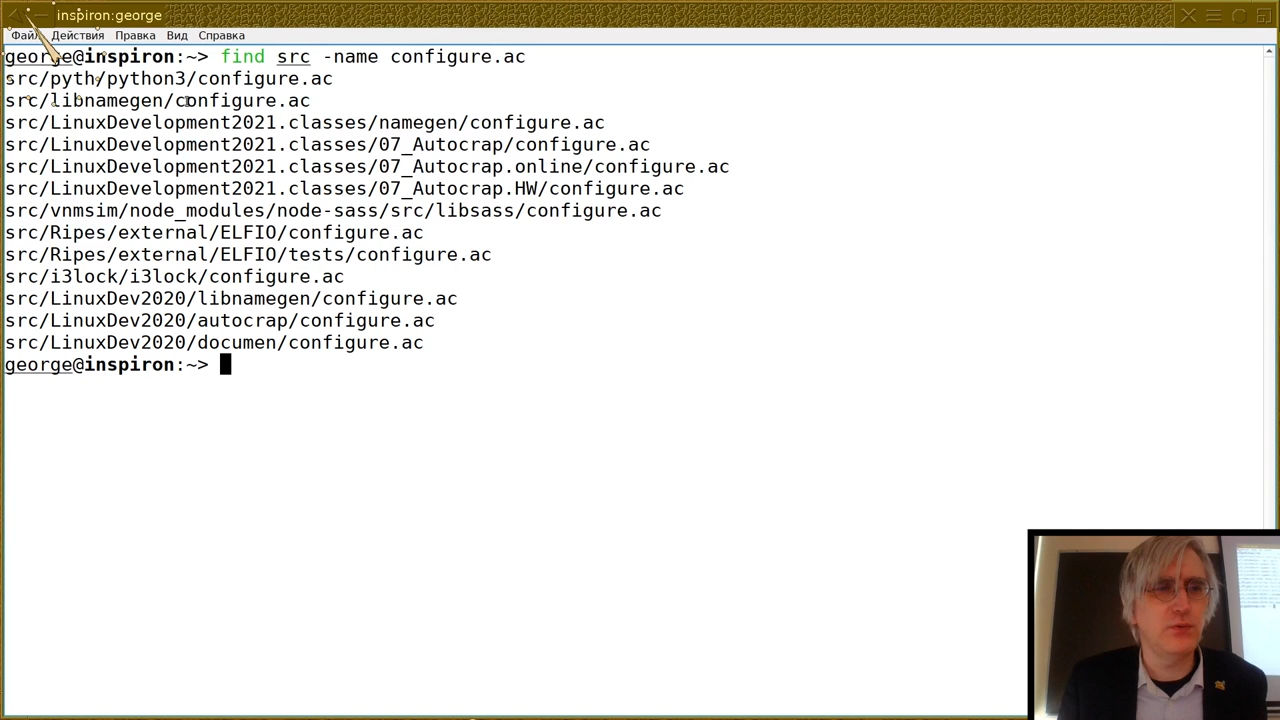 inspiron:george
Файл Действия Правка Вид Справка
george@inspiron:~> find src -name configure.ac
src/pyth/python3/configure.ac
src/libnamegen/configure.ac
src/LinuxDevelopment2021.classes/namegen/configure.ac
src/LinuxDevelopment2021.classes/07_Autocrap/configure.ac
src/LinuxDevelopment2021.classes/07_Autocrap.online/configure.ac
src/LinuxDevelopment2021.classes/07_Autocrap.HW/configure.ac
src/vnmsim/node_modules/node-sass/src/libsass/configure.ac
src/Ripes/external/ELFIO/configure.ac
src/Ripes/external/ELFIO/tests/configure.ac
src/i3lock/i3lock/configure.ac
src/LinuxDev2020/libnamegen/configure.ac
src/LinuxDev2020/autocrap/configure.ac
src/LinuxDev2020/documen/configure.ac
george@inspiron:~>